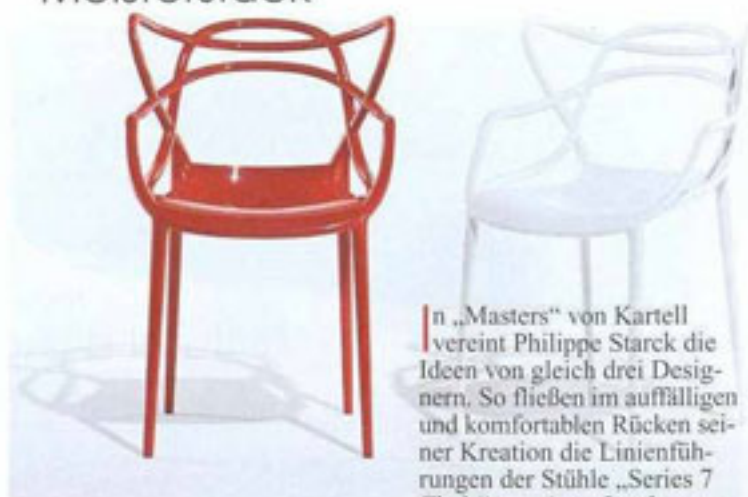 In „Masters“ von Kartell
vereint Philippe Starck die
Ideen von gleich drei Desig-
nern. So fließen im auffälligen
und komfortablen Rücken sei-
ner Kreation die Linienfüh-
rungen der Stühle „Series 7